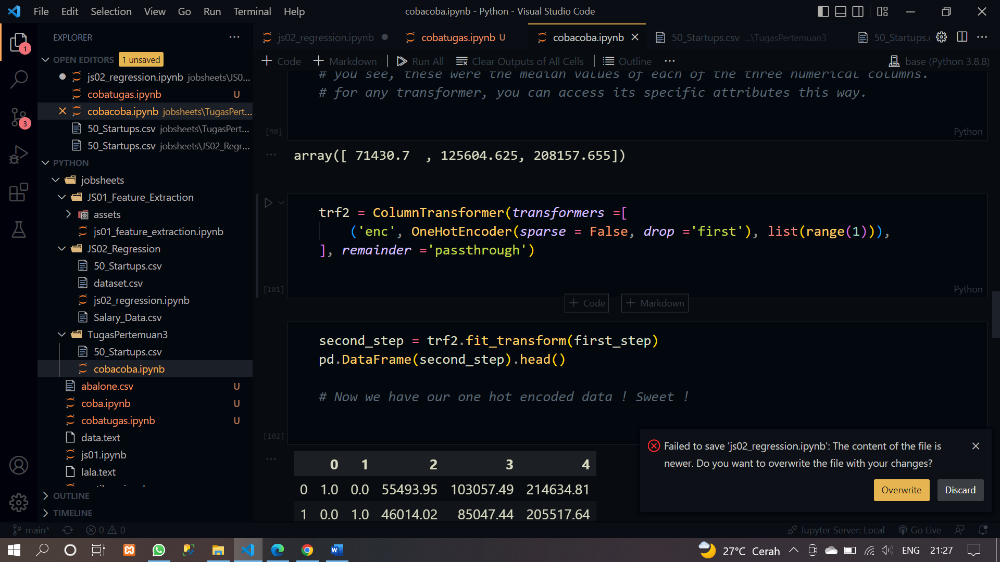 File Edit Selection View Go Run Terminal Help
cobacoba.ipynb - Python - Visual Studio Code
EXPLORER
js02_regression.ipynb
cobatugas.ipynb U
cobacoba.ipynb
50_Startups.csv ...\TugasPertemuan3
50_Startups.
1
OPEN EDITORS 1 unsaved
js02_regression.ipynb jobsheets\JS0...
cobatugas.ipynb U
cobacoba.ipynb jobsheets\TugasPert...
50_Startups.csv jobsheets\TugasPert...
50_Startups.csv jobsheets\JS02_Regr...
3
PYTHON
jobsheets
JS01_Feature_Extraction
assets
js01_feature_extraction.ipynb
JS02_Regression
50_Startups.csv
dataset.csv
js02_regression.ipynb
Salary_Data.csv
TugasPertemuan3
50_Startups.csv
cobacoba.ipynb
abalone.csv U
coba.ipynb U
cobatugas.ipynb U
data.text
js01.ipynb
lala.text
OUTLINE
TIMELINE
Code Markdown Run All Clear Outputs of All Cells Outline ...
base (Python 3.8.8)
# you see, these were the median values of each of the three numerical columns.
# for any transformer, you can access its specific attributes this way.
[98]
Python
array([ 71430.7  , 125604.625, 208157.655])
trf2 = ColumnTransformer(transformers =[
('enc', OneHotEncoder(sparse = False, drop ='first'), list(range(1))),
], remainder ='passthrough')
[101]
Python
Code Markdown
second_step = trf2.fit_transform(first_step)
pd.DataFrame(second_step).head()
# Now we have our one hot encoded data ! Sweet !
[102]
0 1 2 3 4
0 1.0 0.0 55493.95 103057.49 214634.81
1 0.0 1.0 46014.02 85047.44 205517.64
Failed to save 'js02_regression.ipynb': The content of the file is
newer. Do you want to overwrite the file with your changes?
Overwrite Discard
main* 0 0
Jupyter Server: Local Go Live
27°C Cerah ENG 21:27